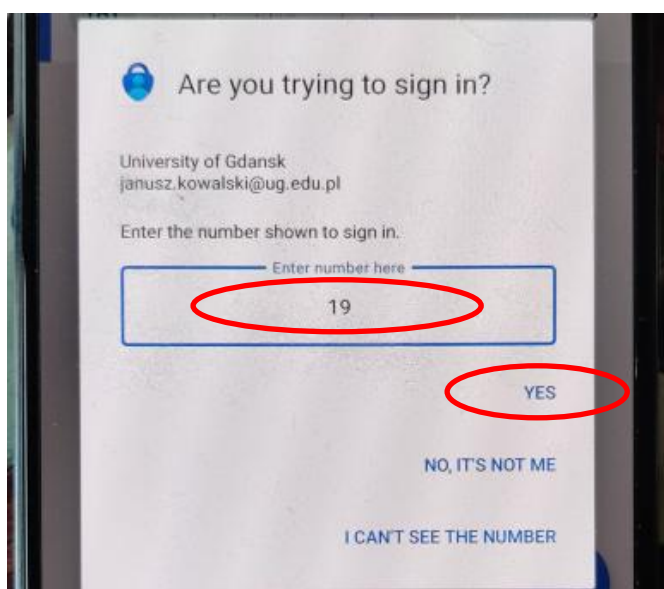 Are you trying to sign in?
University of Gdansk
janusz.kowalski@ug.edu.pl
Enter the number shown to sign in.
Enter number here
19
YES
NO, IT'S NOT ME
I CAN'T SEE THE NUMBER